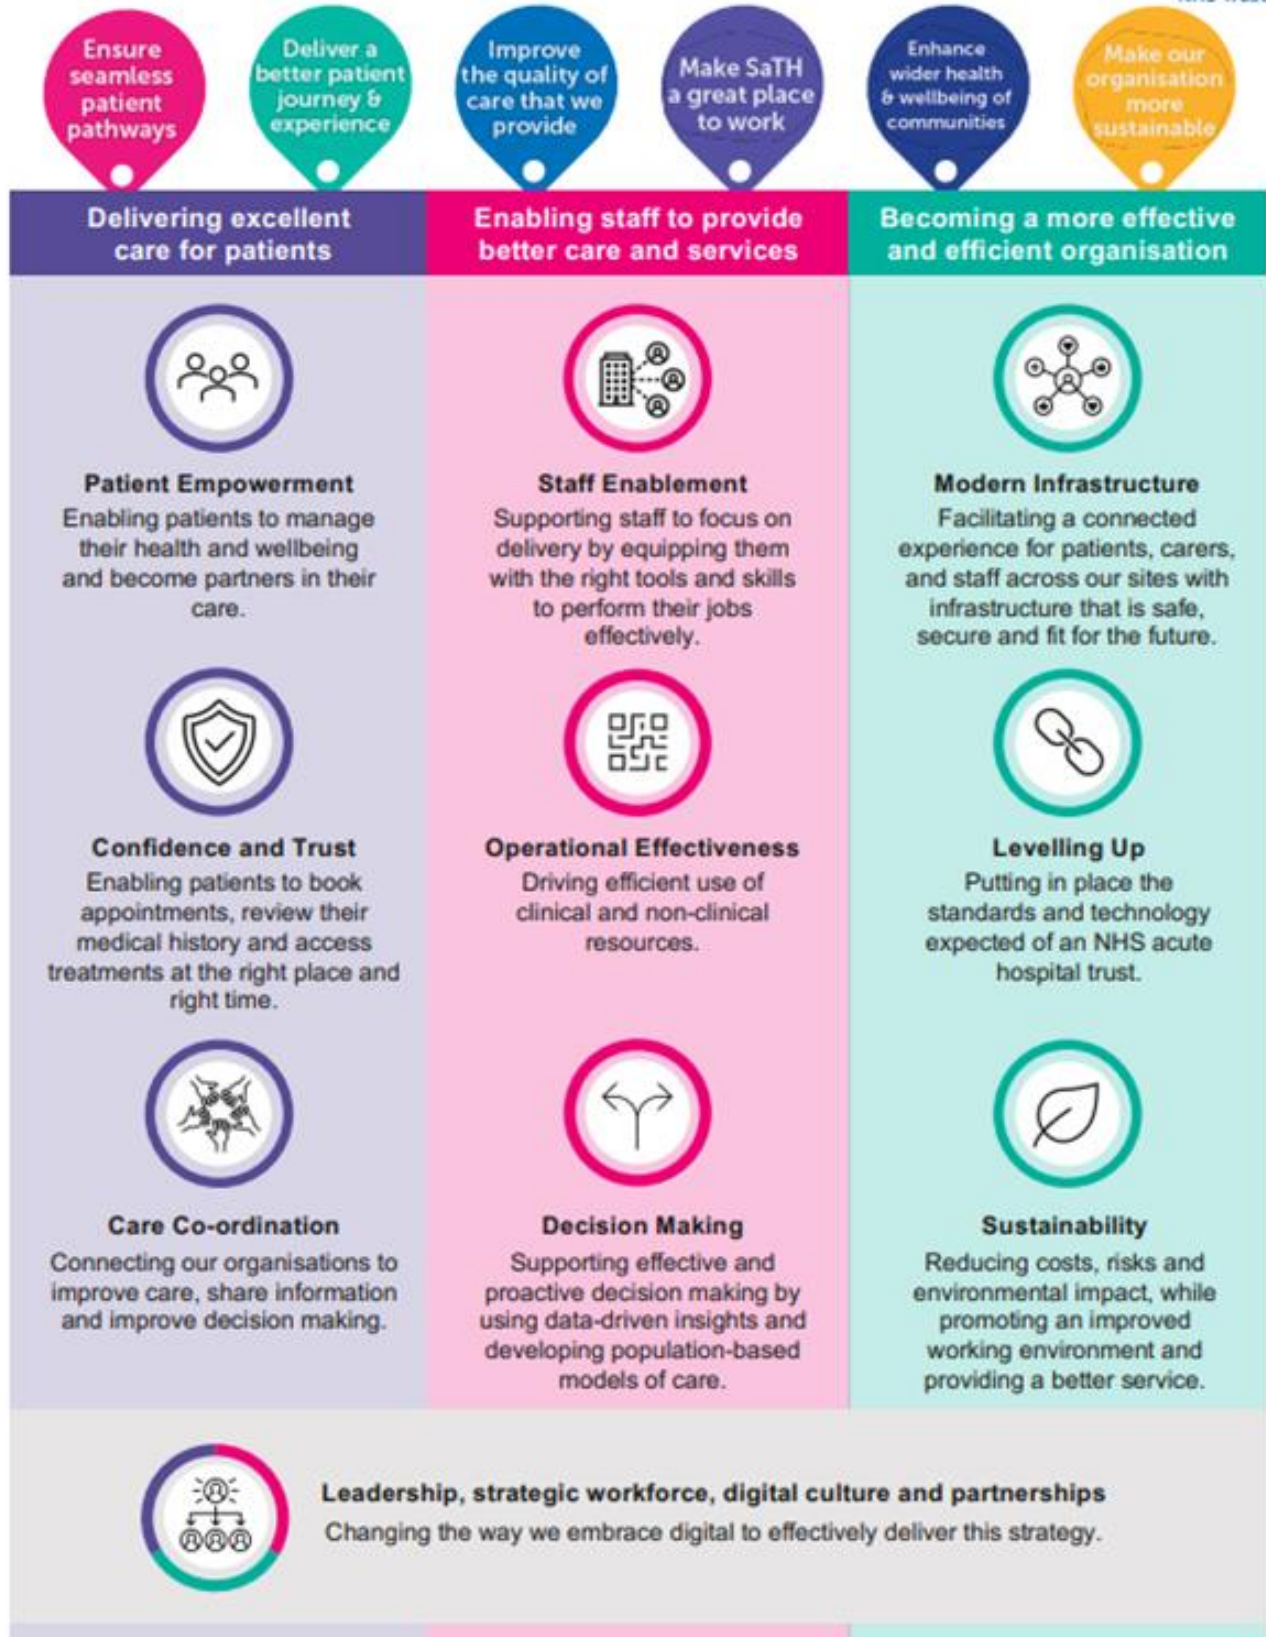 Ensure
seamless
patient
pathways
Deliver a
better patient
journey &
experience
Improve
the quality of
care that we
provide
Make SaTH
a great place
to work
Enhance
wider health
& wellbeing of
communities
Make our
organisation
more
sustainable
Delivering excellent
care for patients
Enabling staff to provide
better care and services
Becoming a more effective
and efficient organisation
Patient Empowerment
Enabling patients to manage
their health and wellbeing
and become partners in their
care.
Staff Enablement
Supporting staff to focus on
delivery by equipping them
with the right tools and skills
to perform their jobs
effectively.
Modern Infrastructure
Facilitating a connected
experience for patients, carers,
and staff across our sites with
infrastructure that is safe,
secure and fit for the future.
Confidence and Trust
Enabling patients to book
appointments, review their
medical history and access
treatments at the right place and
right time.
Operational Effectiveness
Driving efficient use of
clinical and non-clinical
resources.
Levelling Up
Putting in place the
standards and technology
expected of an NHS acute
hospital trust.
Care Co-ordination
Connecting our organisations to
improve care, share information
and improve decision making.
Decision Making
Supporting effective and
proactive decision making by
using data-driven insights and
developing population-based
models of care.
Sustainability
Reducing costs, risks and
environmental impact, while
promoting an improved
working environment and
providing a better service.
Leadership, strategic workforce, digital culture and partnerships
Changing the way we embrace digital to effectively deliver this strategy.